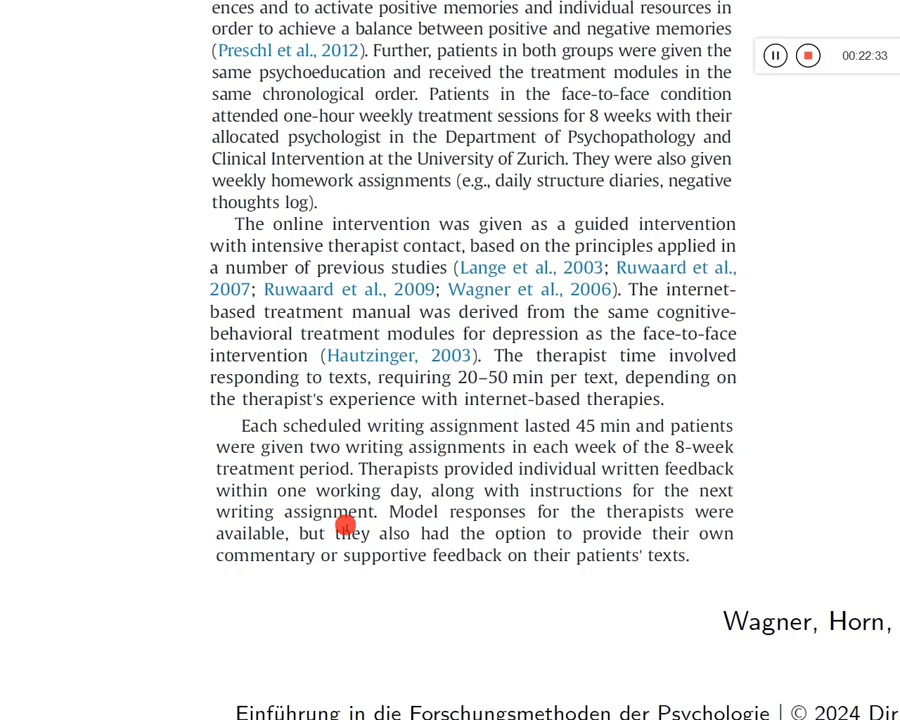 ences and to activate positive memories and individual resources in
order to achieve a balance between positive and negative memories
(Preschl et al., 2012). Further, patients in both groups were given the
same psychoeducation and received the treatment modules in the
same chronological order. Patients in the face-to-face condition
attended one-hour weekly treatment sessions for 8 weeks with their
allocated psychologist in the Department of Psychopathology and
Clinical Intervention at the University of Zurich. They were also given
weekly homework assignments (e.g., daily structure diaries, negative
thoughts log).
The online intervention was given as a guided intervention
with intensive therapist contact, based on the principles applied in
a number of previous studies (Lange et al., 2003; Ruwaard et al.,
2007; Ruwaard et al., 2009; Wagner et al., 2006). The internet-
based treatment manual was derived from the same cognitive-
behavioral treatment modules for depression as the face-to-face
intervention (Hautzinger, 2003). The therapist time involved
responding to texts, requiring 20–50 min per text, depending on
the therapist's experience with internet-based therapies.
Each scheduled writing assignment lasted 45 min and patients
were given two writing assignments in each week of the 8-week
treatment period. Therapists provided individual written feedback
within one working day, along with instructions for the next
writing assignment. Model responses for the therapists were
available, but they also had the option to provide their own
commentary or supportive feedback on their patients' texts.
00:22:33
Wagner, Horn,
Einführung in die Forschungsmethoden der Psychologie | © 2024 Dir